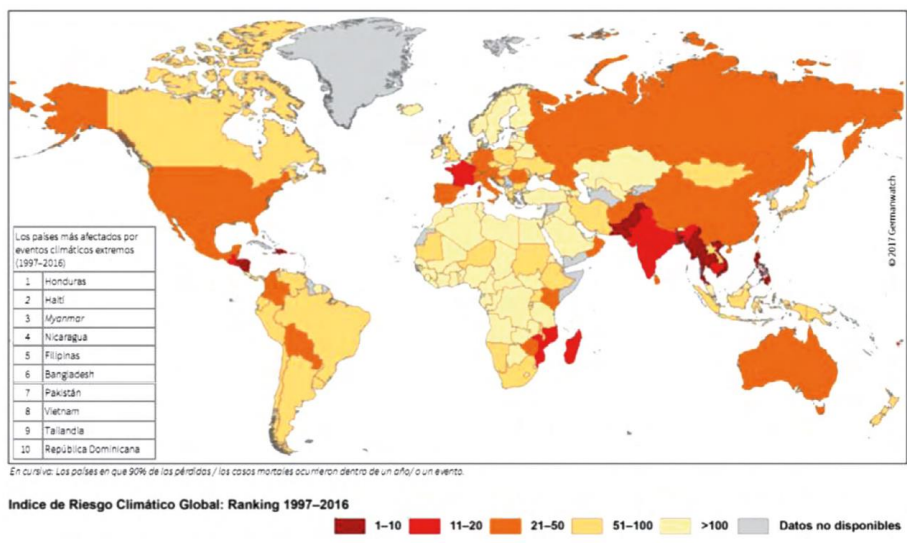 Los países más afectados por
eventos climáticos extremos
(1997–2016)
1 Honduras
2 Haití
3 Myanmar
4 Nicaragua
5 Filipinas
6 Bangladesh
7 Pakistán
8 Vietnam
9 Tailandia
10 República Dominicana
© 2017 Germanwatch
En cursiva: Los países en que 90% de las pérdidas / los casos mortales ocurrieron dentro de un año/ o un evento.
Indice de Riesgo Climático Global: Ranking 1997–2016
1–10 11–20 21–50 51–100 >100 Datos no disponibles